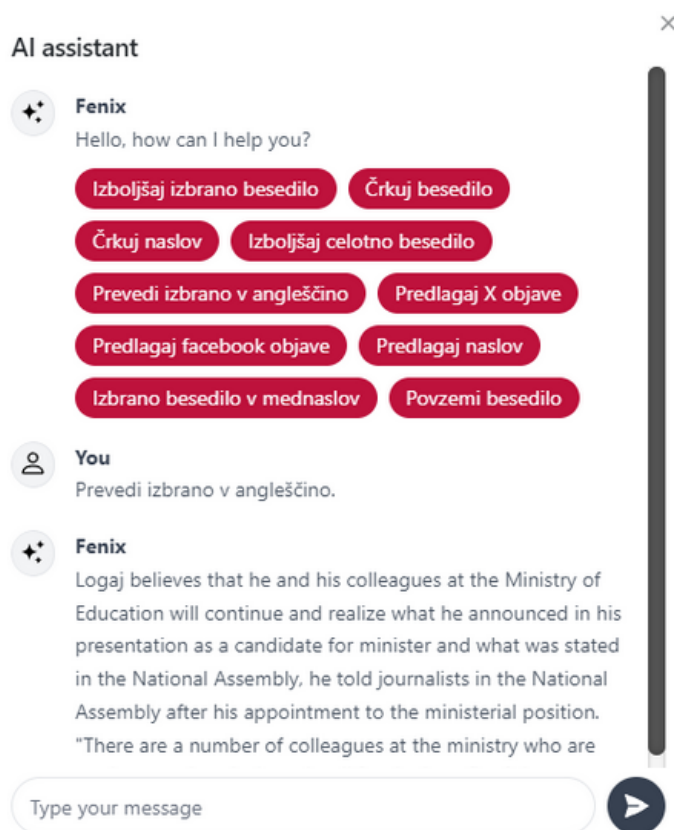 AI assistant
Fenix
Hello, how can I help you?
Izboljšaj izbrano besedilo Črkuj besedilo
Črkuj naslov Izboljšaj celotno besedilo
Prevedi izbrano v angleščino Predlagaj X objave
Predlagaj facebook objave Predlagaj naslov
Izbrano besedilo v mednaslov Povzemi besedilo
You
Prevedi izbrano v angleščino.
Fenix
Logaj believes that he and his colleagues at the Ministry of
Education will continue and realize what he announced in his
presentation as a candidate for minister and what was stated
in the National Assembly, he told journalists in the National
Assembly after his appointment to the ministerial position.
"There are a number of colleagues at the ministry who are
Type your message